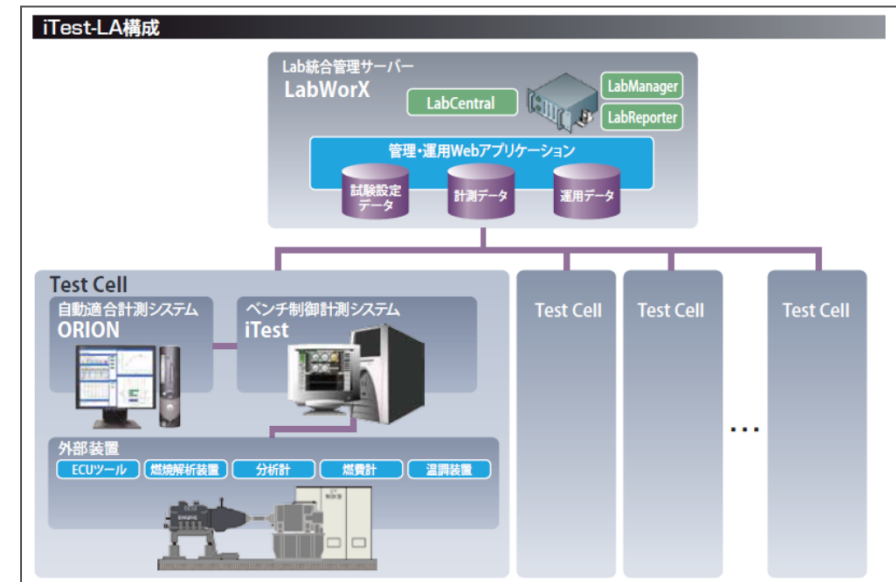 iTest-LA構成
Lab統合管理サーバー
LabWorX
LabCentral
LabManager
LabReporter
管理・運用Webアプリケーション
試験設定
データ
計測データ
運用データ
Test Cell
自動適合計測システム
ORION
ベンチ制御計測システム
iTest
外部装置
ECUツール
燃焼解析装置
分析計
燃費計
温調装置
Test Cell
Test Cell
...
Test Cell